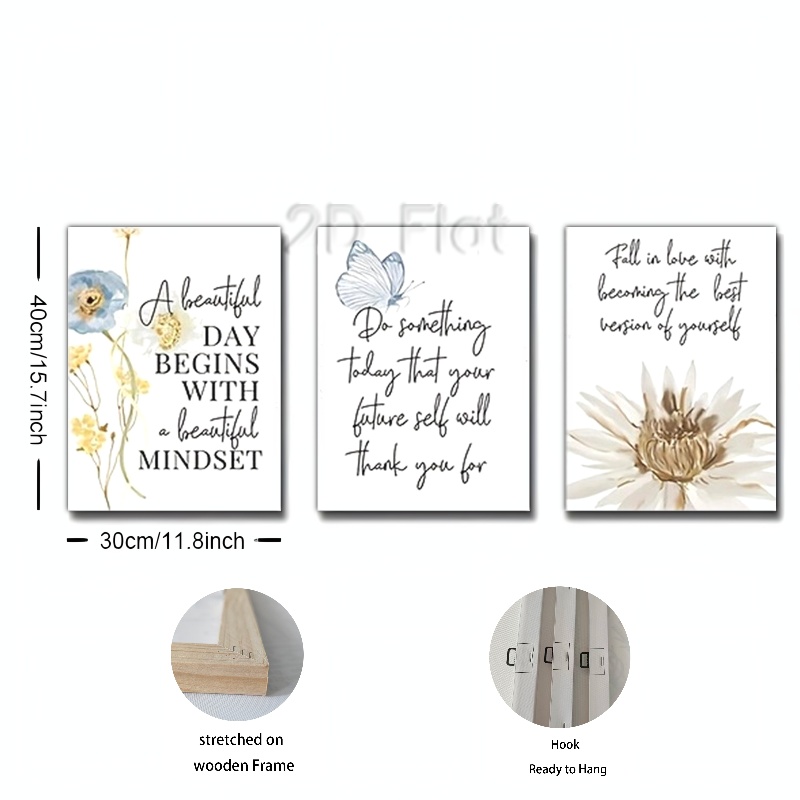 2D Flat
A beautiful
DAY
BEGINS
WITH
a beautiful
MINDSET
Do something
today that your
future self will
thank you for
Fall in love with
becoming the best
version of yourself
40cm/15.7inch
30cm/11.8inch
stretched on
wooden Frame
Hook
Ready to Hang